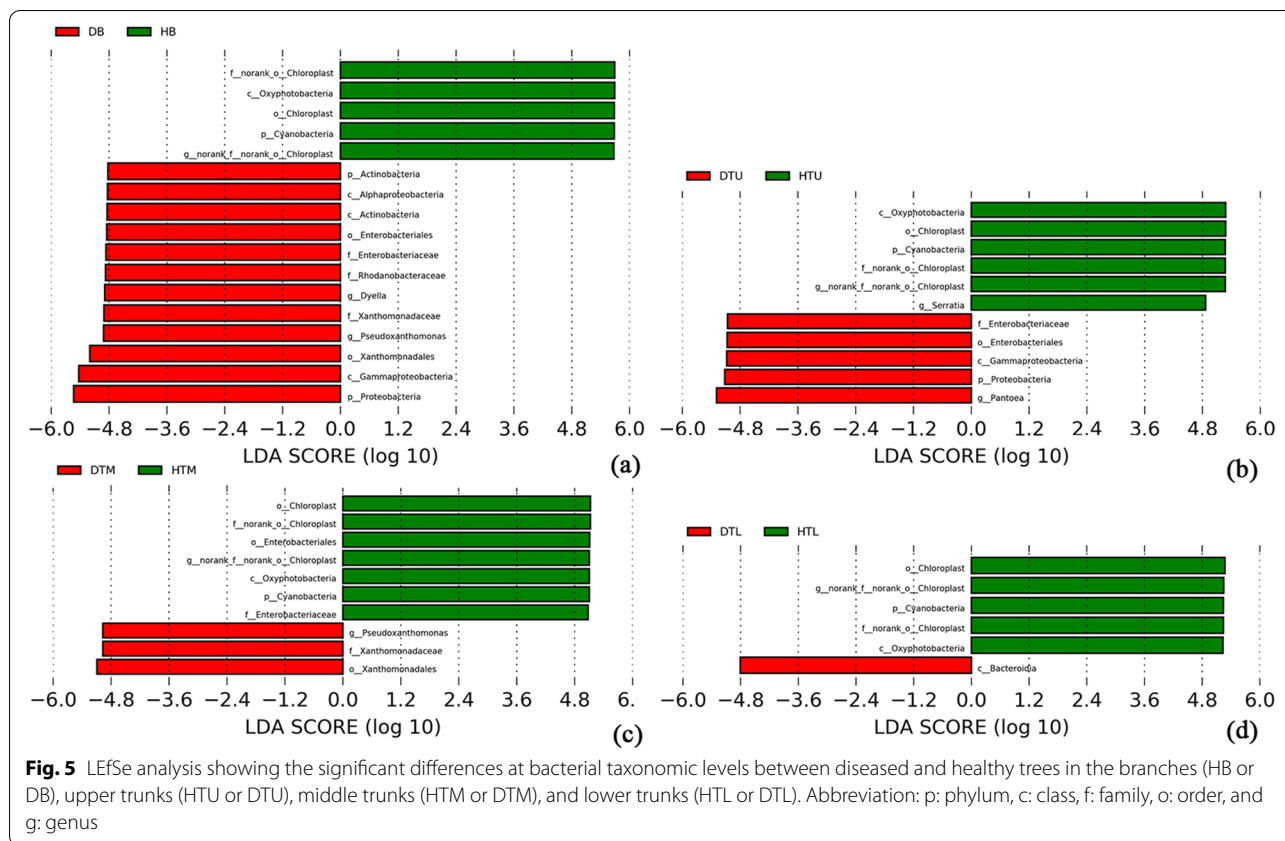 DB HB
f__norank_o__Chloroplast
c__Oxyphotobacteria
o__Chloroplast
p__Cyanobacteria
g__norank_f__norank_o__Chloroplast
p__Actinobacteria
c__Alphaproteobacteria
c__Actinobacteria
o__Enterobacteriales
f__Enterobacteriaceae
f__Rhodanobacteraceae
g__Dyella
f__Xanthomonadaceae
g__Pseudoxanthomonas
o__Xanthomonadales
c__Gammaproteobacteria
p__Proteobacteria
−6.0 −4.8 −3.6 −2.4 −1.2 0.0 1.2 2.4 3.6 4.8 6.0
LDA SCORE (log 10)
(a)
DTU HTU
c__Oxyphotobacteria
o__Chloroplast
p__Cyanobacteria
f__norank_o__Chloroplast
g__norank_f__norank_o__Chloroplast
g__Serratia
f__Enterobacteriaceae
o__Enterobacteriales
c__Gammaproteobacteria
p__Proteobacteria
g__Pantoea
−6.0 −4.8 −3.6 −2.4 −1.2 0.0 1.2 2.4 3.6 4.8 6.0
LDA SCORE (log 10)
(b)
DTM HTM
o__Chloroplast
f__norank_o__Chloroplast
o__Enterobacteriales
g__norank_f__norank_o__Chloroplast
c__Oxyphotobacteria
p__Cyanobacteria
f__Enterobacteriaceae
g__Pseudoxanthomonas
f__Xanthomonadaceae
o__Xanthomonadales
−6.0 −4.8 −3.6 −2.4 −1.2 0.0 1.2 2.4 3.6 4.8 6.0
LDA SCORE (log 10)
(c)
DTL HTL
o__Chloroplast
g__norank_f__norank_o__Chloroplast
p__Cyanobacteria
f__norank_o__Chloroplast
c__Oxyphotobacteria
c__Bacteroidia
−6.0 −4.8 −3.6 −2.4 −1.2 0.0 1.2 2.4 3.6 4.8 6.0
LDA SCORE (log 10)
(d)
Fig. 5 LEfSe analysis showing the significant differences at bacterial taxonomic levels between diseased and healthy trees in the branches (HB or
DB), upper trunks (HTU or DTU), middle trunks (HTM or DTM), and lower trunks (HTL or DTL). Abbreviation: p: phylum, c: class, f: family, o: order, and
g: genus